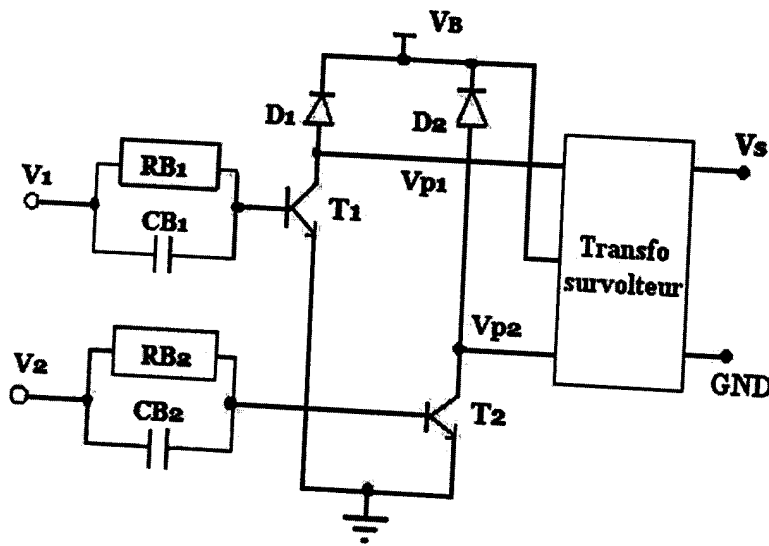 VB
D1
D2
V1
RB1
CB1
T1
Vp1
Vs
Transfo
survolteur
V2
RB2
CB2
Vp2
T2
GND